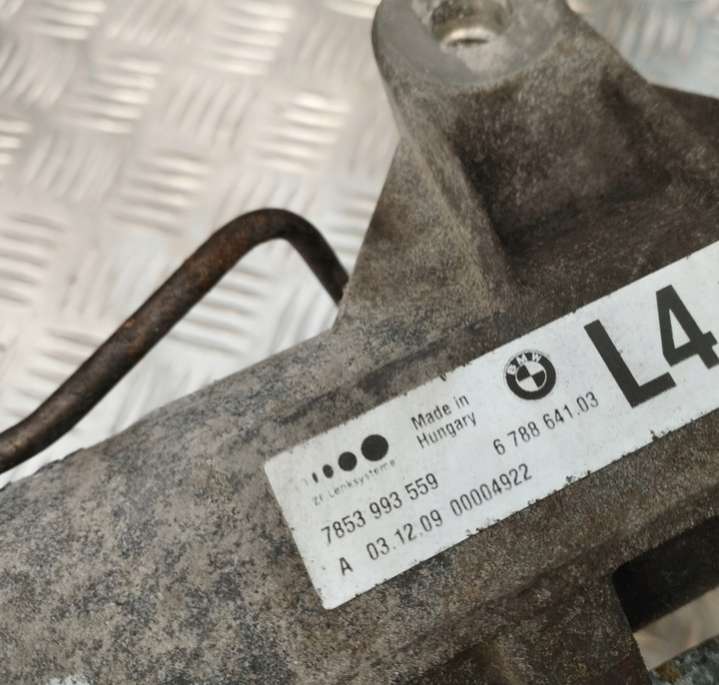 ZF Lenksysteme
Made in
Hungary
BMW
L4
6 788 641.03
7853 993 559
A 03.12.09 00004922